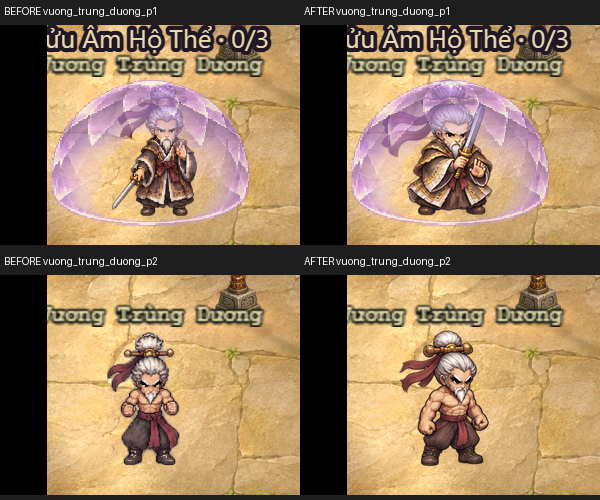 BEFORE vuong_trung_duong_p1
AFTER vuong_trung_duong_p1
ửu Âm Hộ Thể · 0/3
ửu Âm Hộ Thể · 0/3
Vương Trùng Dương
Vương Trùng Dương
BEFORE vuong_trung_duong_p2
AFTER vuong_trung_duong_p2
Vương Trùng Dương
Vương Trùng Dương